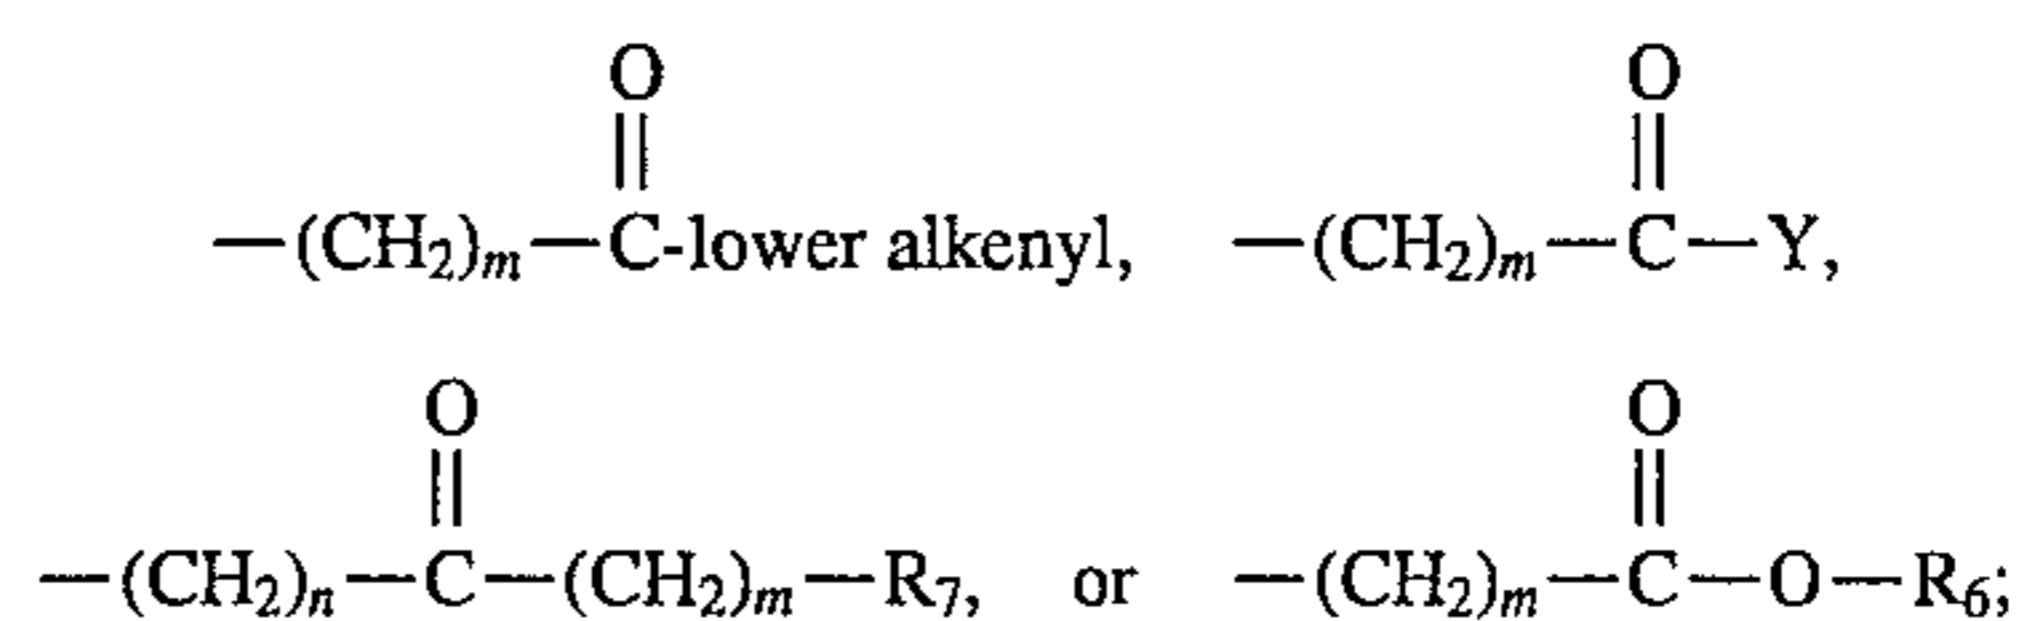 O O
—(CH₂)ₘ—C-lower alkenyl, —(CH₂)ₘ—C—Y,
O O
—(CH₂)ₙ—C—(CH₂)ₘ—R₇, or —(CH₂)ₘ—C—O—R₆;